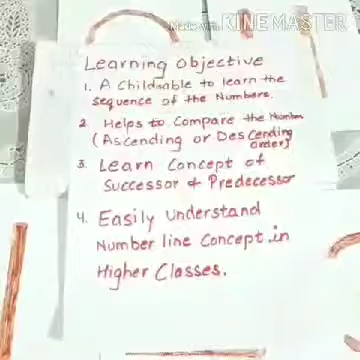 Made with KINEMASTER
Learning Objective
1. A Child able to learn the
sequence of the Numbers.
2. Helps to Compare the Number
(Ascending or Descending
order)
3. Learn Concept of
Successor & Predecessor
4. Easily Understand
Number line Concept in
Higher Classes.